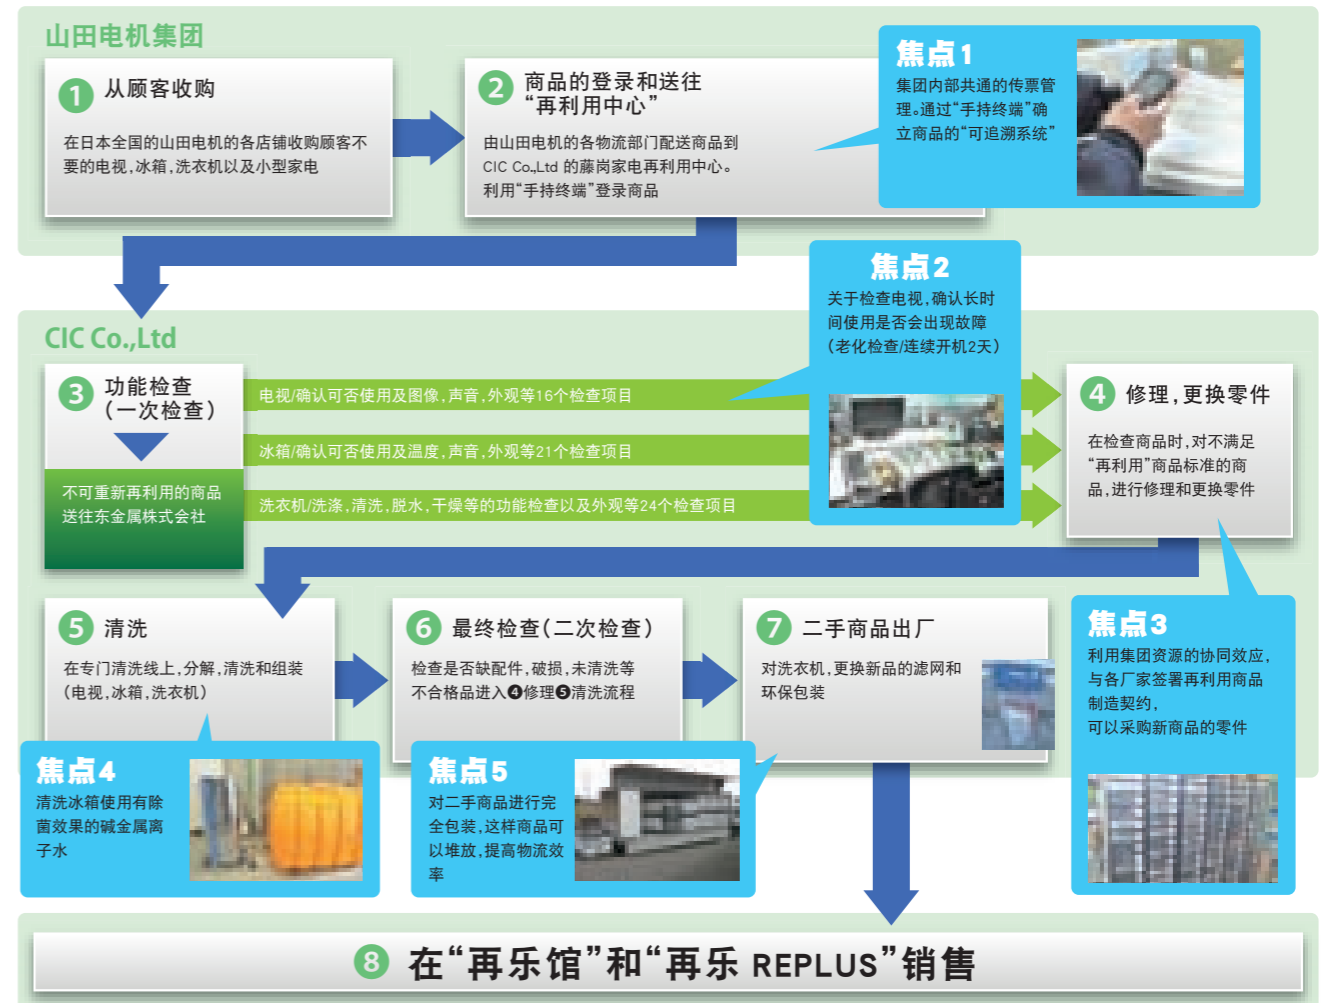 山田电机集团
1 从顾客收购
在日本全国的山田电机的各店铺收购顾客不
要的电视,冰箱,洗衣机以及小型家电
2 商品的登录和送往
“再利用中心”
由山田电机的各物流部门配送商品到
CIC Co.,Ltd 的藤岗家电再利用中心。
利用“手持终端”登录商品
焦点1
集团内部共通的传票管
理。通过“手持终端”确
立商品的“可追溯系统”
CIC Co.,Ltd
3 功能检查
(一次检查)
不可重新再利用的商品
送往东金属株式会社
电视/确认可否使用及图像,声音,外观等16个检查项目
冰箱/确认可否使用及温度,声音,外观等21个检查项目
洗衣机/洗涤,清洗,脱水,干燥等的功能检查以及外观等24个检查项目
焦点2
关于检查电视,确认长时
间使用是否会出现故障
(老化检查/连续开机2天)
4 修理,更换零件
在检查商品时,对不满足
“再利用”商品标准的商
品,进行修理和更换零件
焦点3
利用集团资源的协同效应,
与各厂家签署再利用商品
制造契约,
可以采购新商品的零件
5 清洗
在专门清洗线上,分解,清洗和组装
(电视,冰箱,洗衣机)
焦点4
清洗冰箱使用有除
菌效果的碱金属离
子水
6 最终检查(二次检查)
检查是否缺配件,破损,未清洗等
不合格品进入❹修理❺清洗流程
7 二手商品出厂
对洗衣机,更换新品的滤网和
环保包装
焦点5
对二手商品进行完
全包装,这样商品可
以堆放,提高物流效
率
8 在“再乐馆”和“再乐 REPLUS”销售